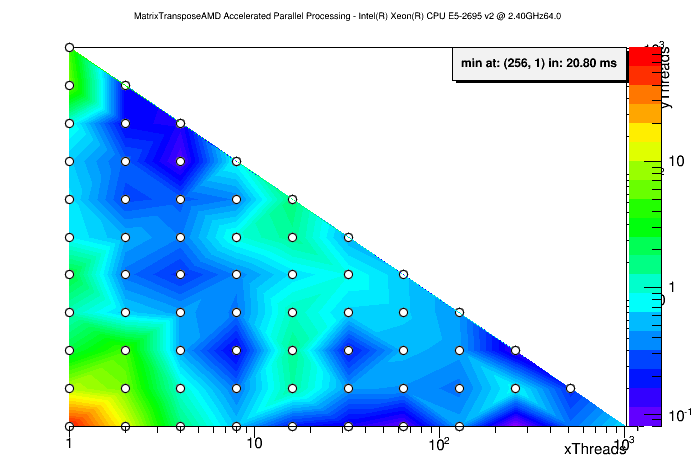 MatrixTransposeAMD Accelerated Parallel Processing - Intel(R) Xeon(R) CPU E5-2695 v2 @ 2.40GHz64.0
min at: (256, 1) in: 20.80 ms
10³
yThreads
10
1
10⁻¹
1
10
10²
10³
xThreads